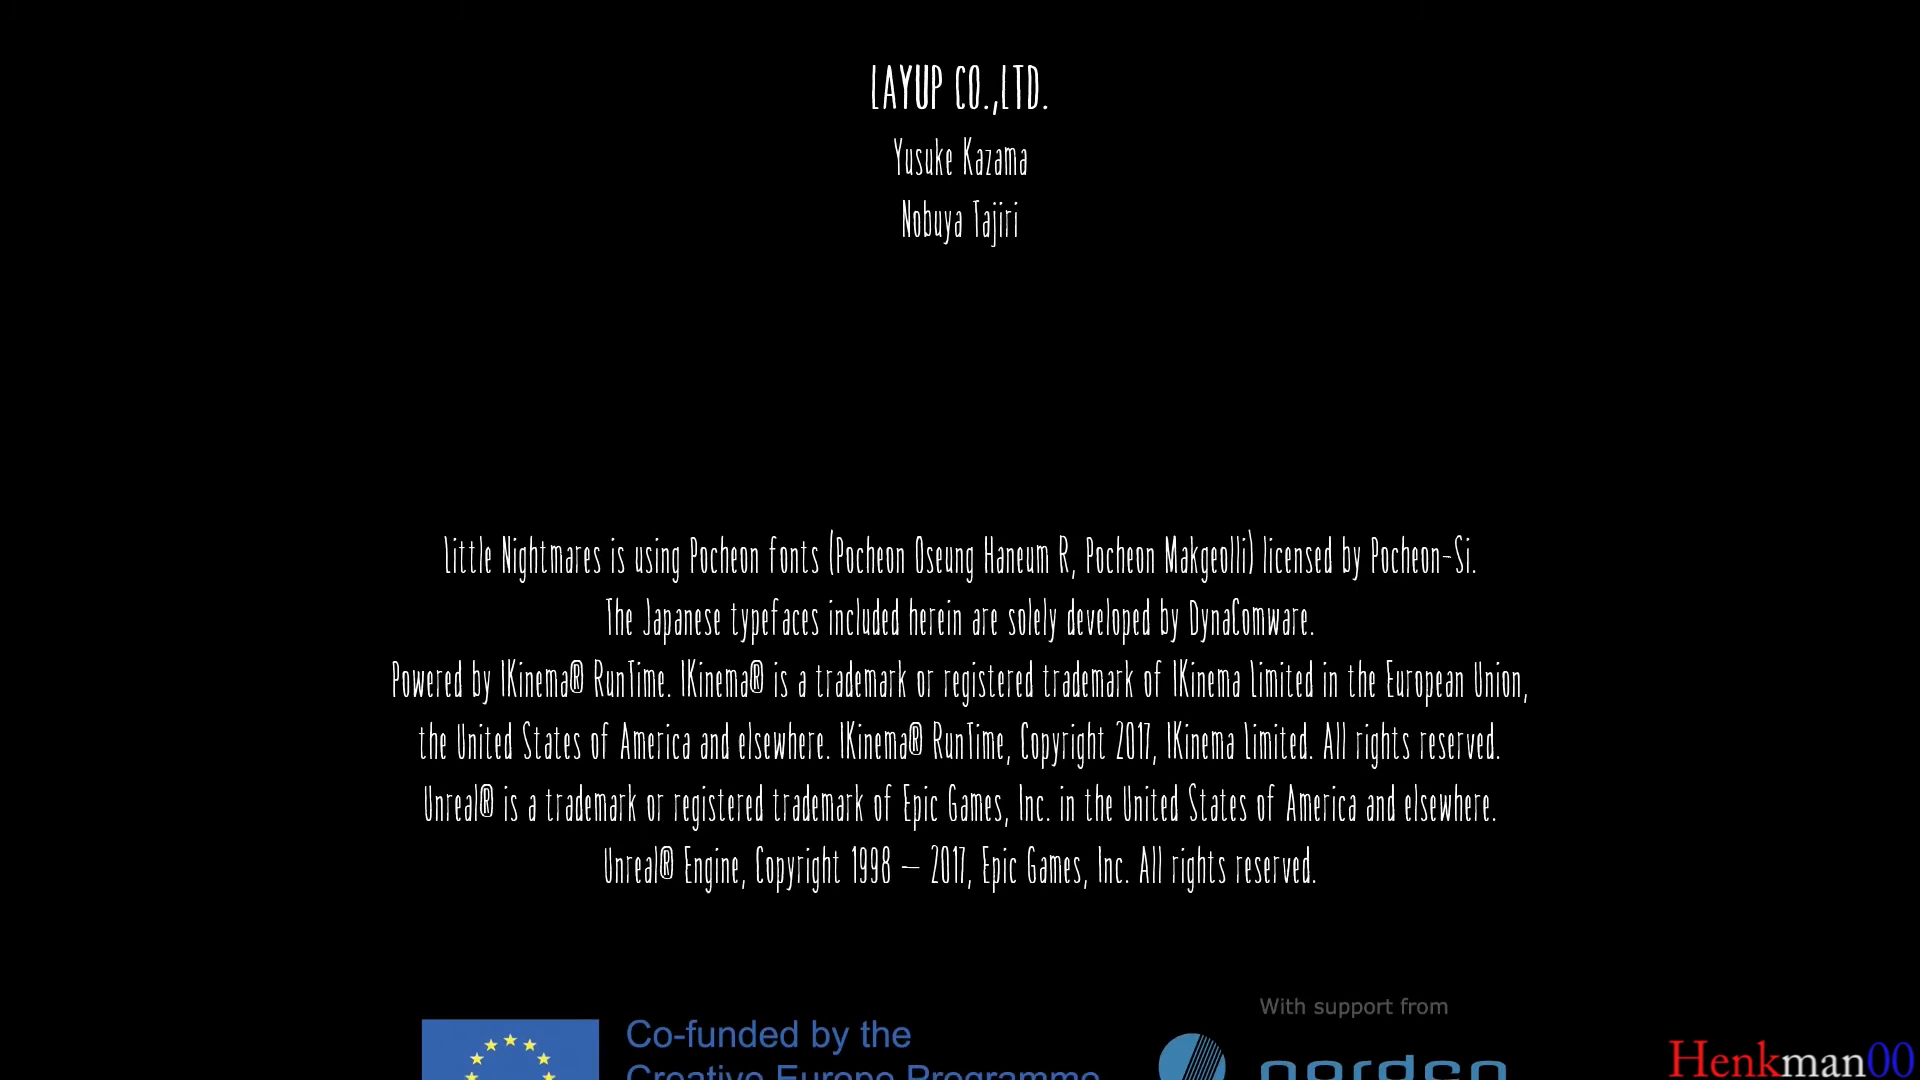 LAYUP CO.,LTD.
Yusuke Kazama
Nobuya Tajiri
Little Nightmares is using Pocheon fonts (Pocheon Oseung Haneum R, Pocheon Makgeolli) licensed by Pocheon-Si.
The Japanese typefaces included herein are solely developed by DynaComware.
Powered by IKinema® RunTime. IKinema® is a trademark or registered trademark of IKinema Limited in the European Union,
the United States of America and elsewhere. IKinema® RunTime, Copyright 2017, IKinema Limited. All rights reserved.
Unreal® is a trademark or registered trademark of Epic Games, Inc. in the United States of America and elsewhere.
Unreal® Engine, Copyright 1998 – 2017, Epic Games, Inc. All rights reserved.
With support from
Co-funded by the
Creative Europe Programme
norden
Henkman00